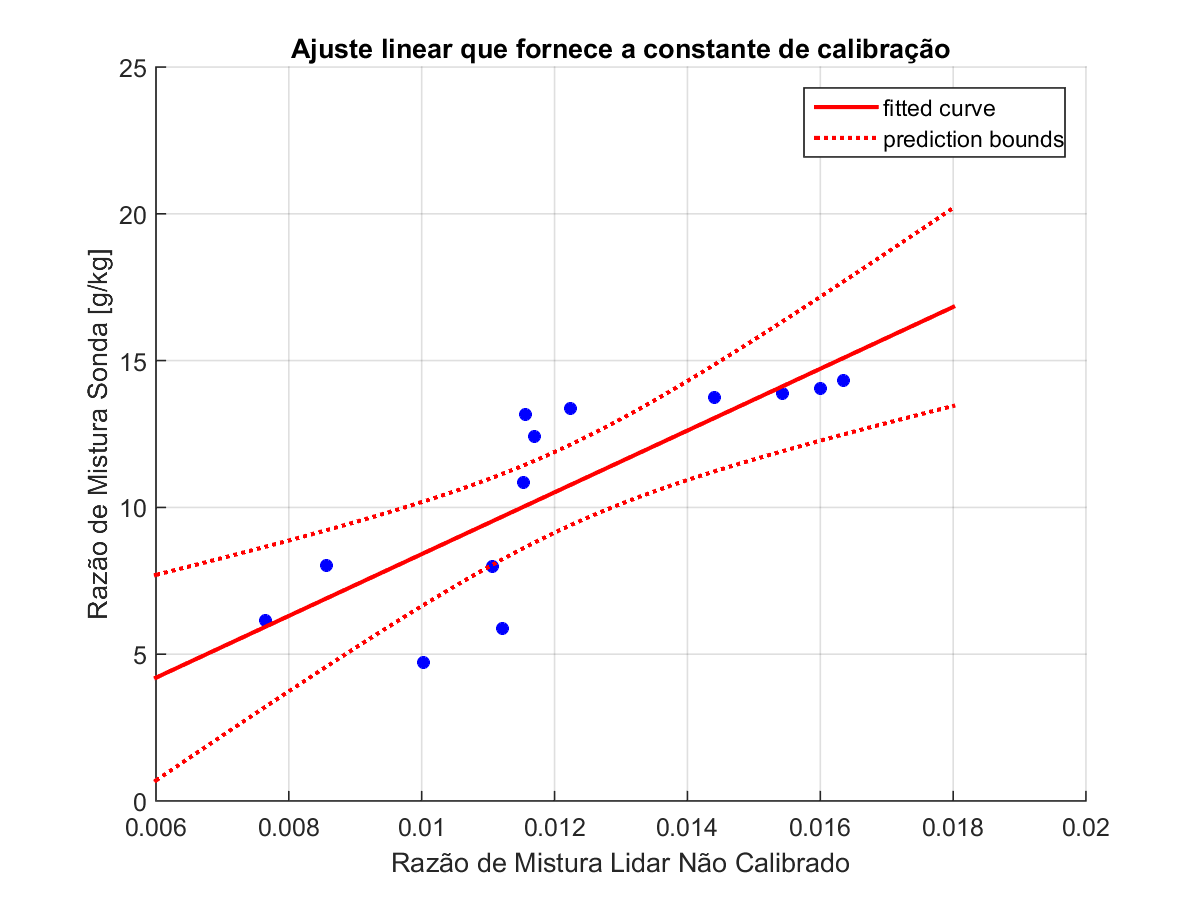 Ajuste linear que fornece a constante de calibração
25
20
15
10
5
0
Razão de Mistura Sonda [g/kg]
fitted curve
prediction bounds
0.006 0.008 0.01 0.012 0.014 0.016 0.018 0.02
Razão de Mistura Lidar Não Calibrado